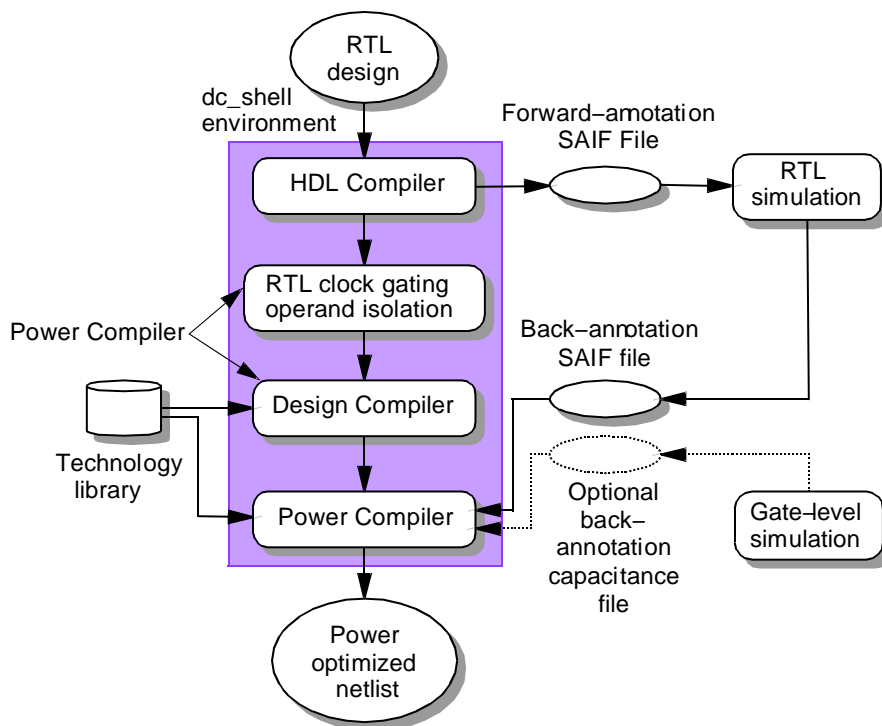 RTL
design
dc_shell
environment
Forward–amotation
SAIF File
HDL Compiler
RTL
simulation
RTL clock gating
operand isolation
Power Compiler
Back–anrotation
SAIF file
Design Compiler
Technology
library
Power Compiler
Optional
back–
annotation
capacitance
file
Gate–level
simulation
Power
optimized
netlist